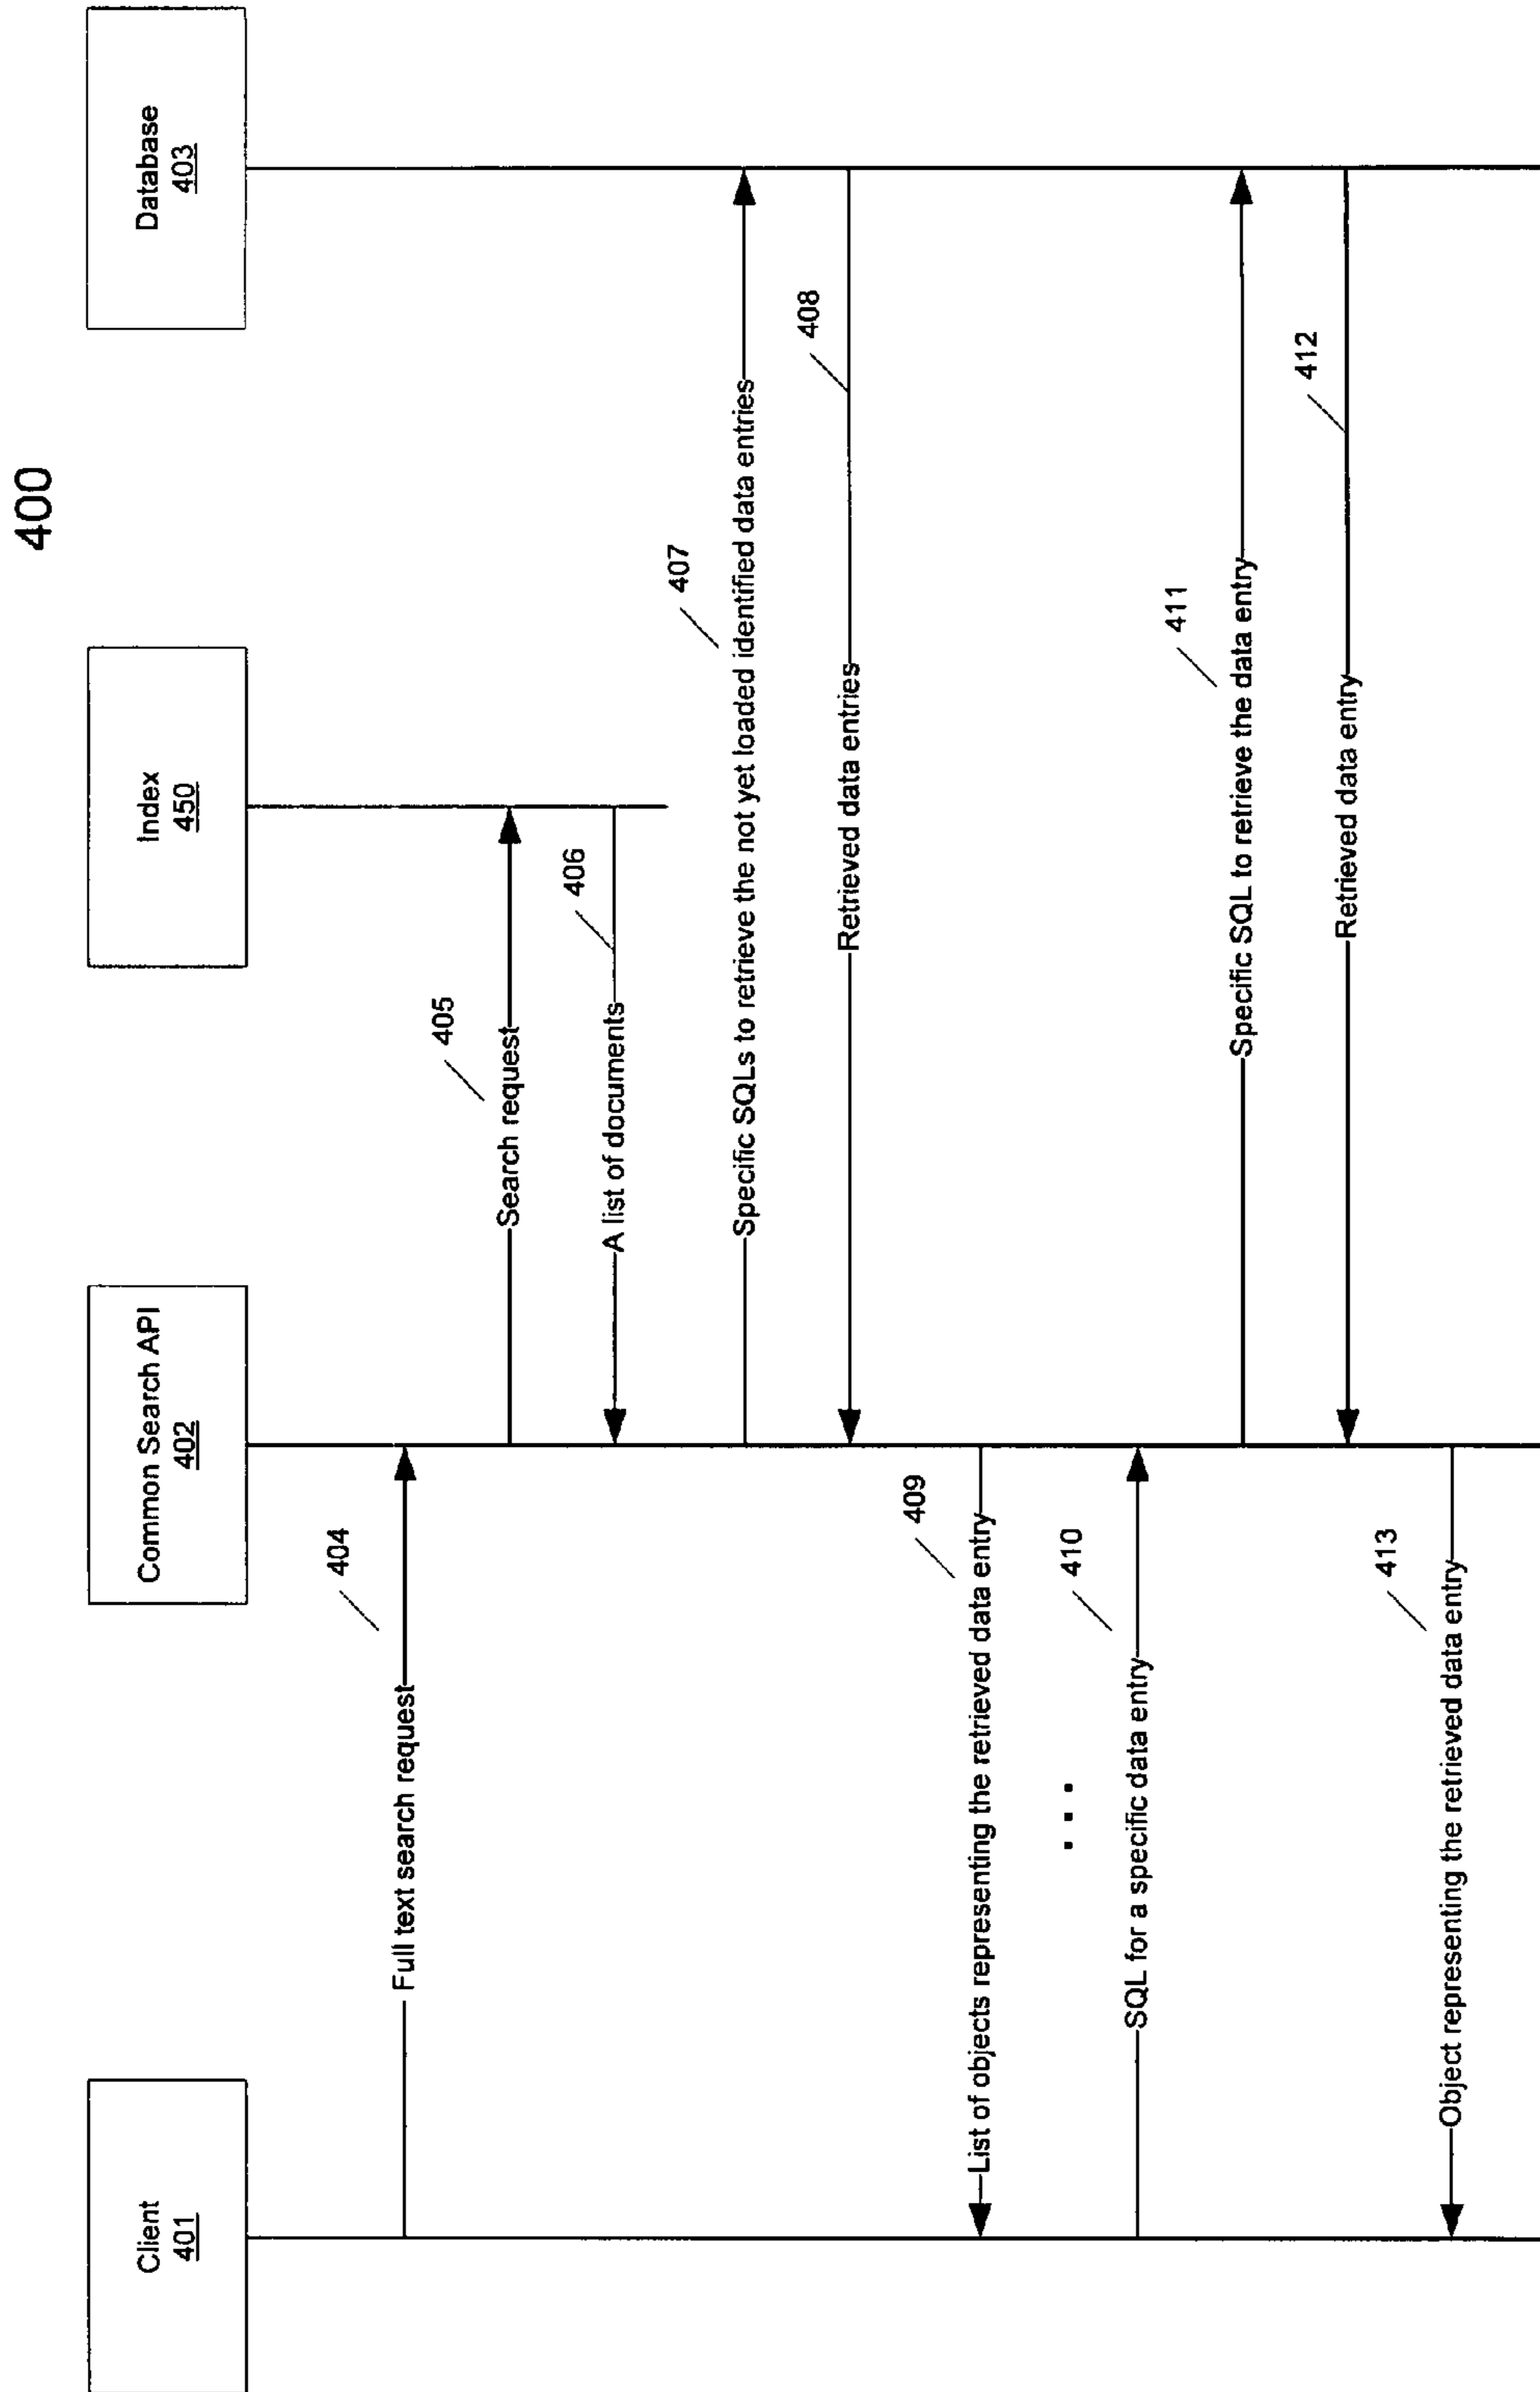 400
Client
401
Common Search API
402
Index
450
Database
403
404
Full text search request
405
Search request
406
A list of documents
407
Specific SQLs to retrieve the not yet loaded identified data entries
408
Retrieved data entries
409
List of objects representing the retrieved data entry
. . .
410
SQL for a specific data entry
411
Specific SQL to retrieve the data entry
412
Retrieved data entry
413
Object representing the retrieved data entry